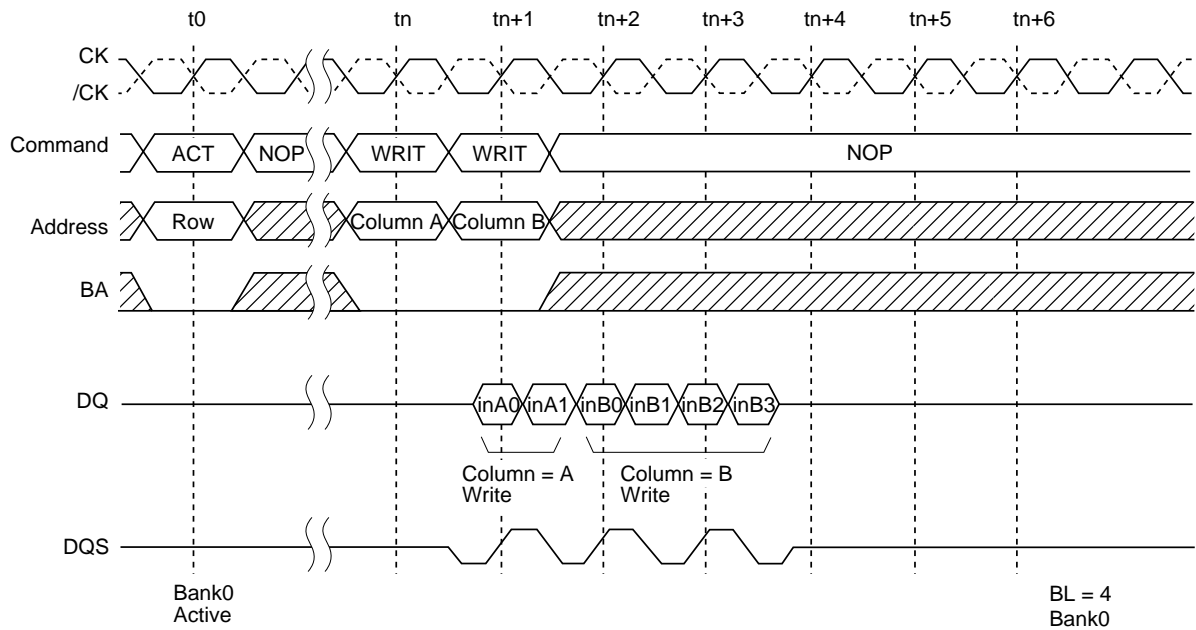 t0 tn tn+1 tn+2 tn+3 tn+4 tn+5 tn+6
CK
/CK
Command ACT NOP WRIT WRIT NOP
Address Row Column A Column B
BA
DQ inA0 inA1 inB0 inB1 inB2 inB3
Column = A Column = B
Write Write
DQS
Bank0 BL = 4
Active Bank0